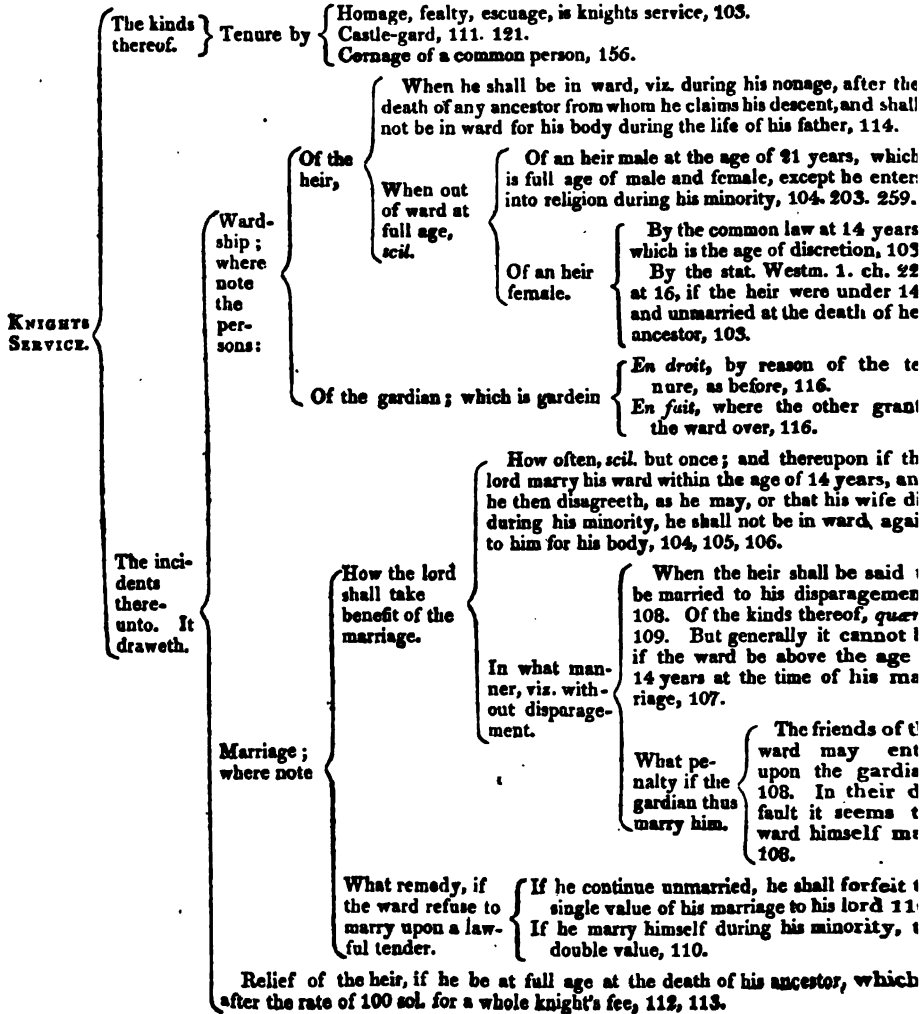 KNIGHTS
SERVICE.
The kinds
thereof.
Tenure by
Homage, fealty, escuage, is knights service, 103.
Castle-gard, 111. 121.
Cornage of a common person, 156.
The inci-
dents
there-
unto. It
draweth.
Ward-
ship;
where
note
the
per-
sons:
Of the
heir,
When he shall be in ward, viz. during his nonage, after the
death of any ancestor from whom he claims his descent, and shall
not be in ward for his body during the life of his father, 114.
When out
of ward at
full age,
scil.
Of an heir male at the age of 21 years, which
is full age of male and female, except he enter
into religion during his minority, 104. 203. 259.
Of an heir
female.
By the common law at 14 years
which is the age of discretion, 103
By the stat. Westm. 1. ch. 22
at 16, if the heir were under 14
and unmarried at the death of he
ancestor, 103.
Of the gardian; which is gardein
En droit, by reason of the te
nure, as before, 116.
En fait, where the other grant
the ward over, 116.
Marriage;
where note
How the lord
shall take
benefit of the
marriage.
How often, scil. but once; and thereupon if th
lord marry his ward within the age of 14 years, an
he then disagreeth, as he may, or that his wife di
during his minority, he shall not be in ward agai
to him for his body, 104, 105, 106.
In what man-
ner, viz. with-
out disparage-
ment.
When the heir shall be said
be married to his disparagemen
108. Of the kinds thereof, quær
109. But generally it cannot
if the ward be above the age
14 years at the time of his ma
riage, 107.
What pe-
nalty if the
gardian thus
marry him.
The friends of t
ward may ent
upon the gardia
108. In their d
fault it seems t
ward himself ma
108.
What remedy, if
the ward refuse to
marry upon a law-
ful tender.
If he continue unmarried, he shall forfeit t
single value of his marriage to his lord 11
If he marry himself during his minority, t
double value, 110.
Relief of the heir, if he be at full age at the death of his ancestor, which
after the rate of 100 sol. for a whole knight's fee, 112, 113.